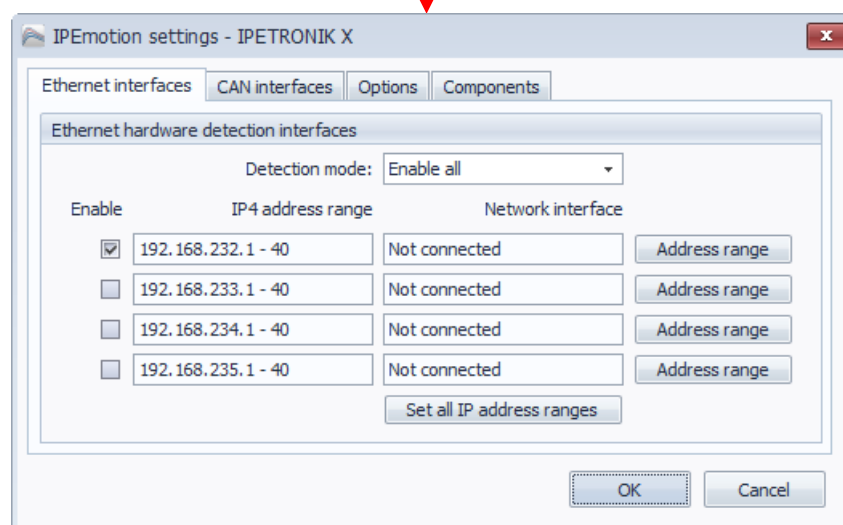 IPEmotion settings - IPETRONIK X
x
Ethernet interfaces CAN interfaces Options Components
Ethernet hardware detection interfaces
Detection mode: Enable all
Enable IP4 address range Network interface
192.168.232.1 - 40 Not connected Address range
192.168.233.1 - 40 Not connected Address range
192.168.234.1 - 40 Not connected Address range
192.168.235.1 - 40 Not connected Address range
Set all IP address ranges
OK Cancel